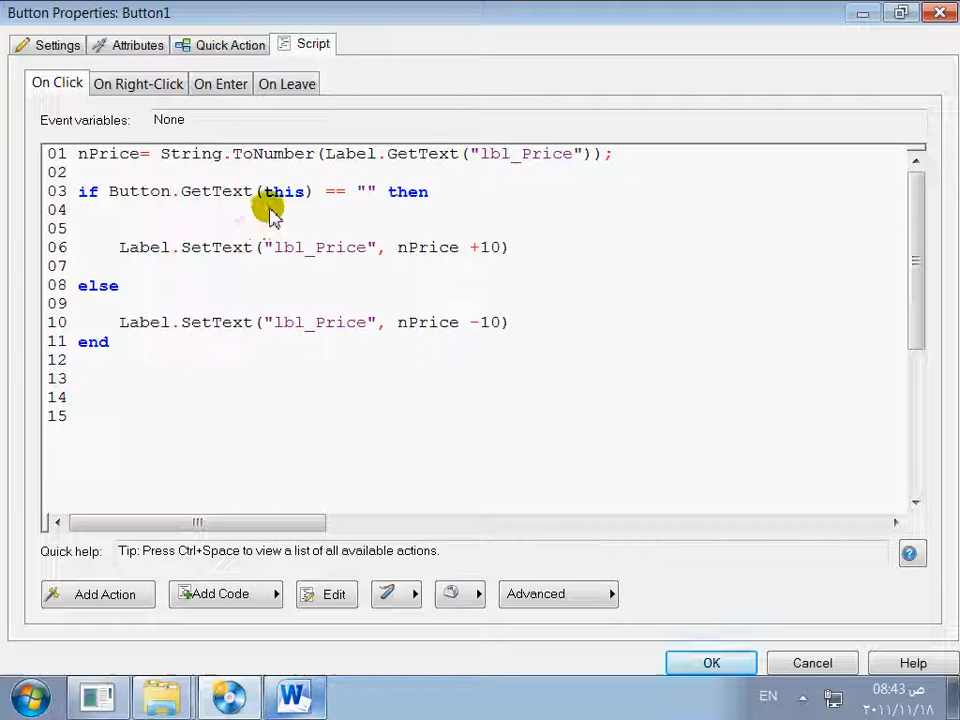 Button Properties: Button1
Settings Attributes Quick Action Script
On Click On Right-Click On Enter On Leave
Event variables: None
01 nPrice= String.ToNumber(Label.GetText("lbl_Price"));
02
03 if Button.GetText(this) == "" then
04
05
06 Label.SetText("lbl_Price", nPrice +10)
07
08 else
09
10 Label.SetText("lbl_Price", nPrice -10)
11 end
12
13
14
15
Quick help: Tip: Press Ctrl+Space to view a list of all available actions.
Add Action Add Code Edit Advanced
OK Cancel Help
EN 08:43 ص
٢٠١١/١١/١٨